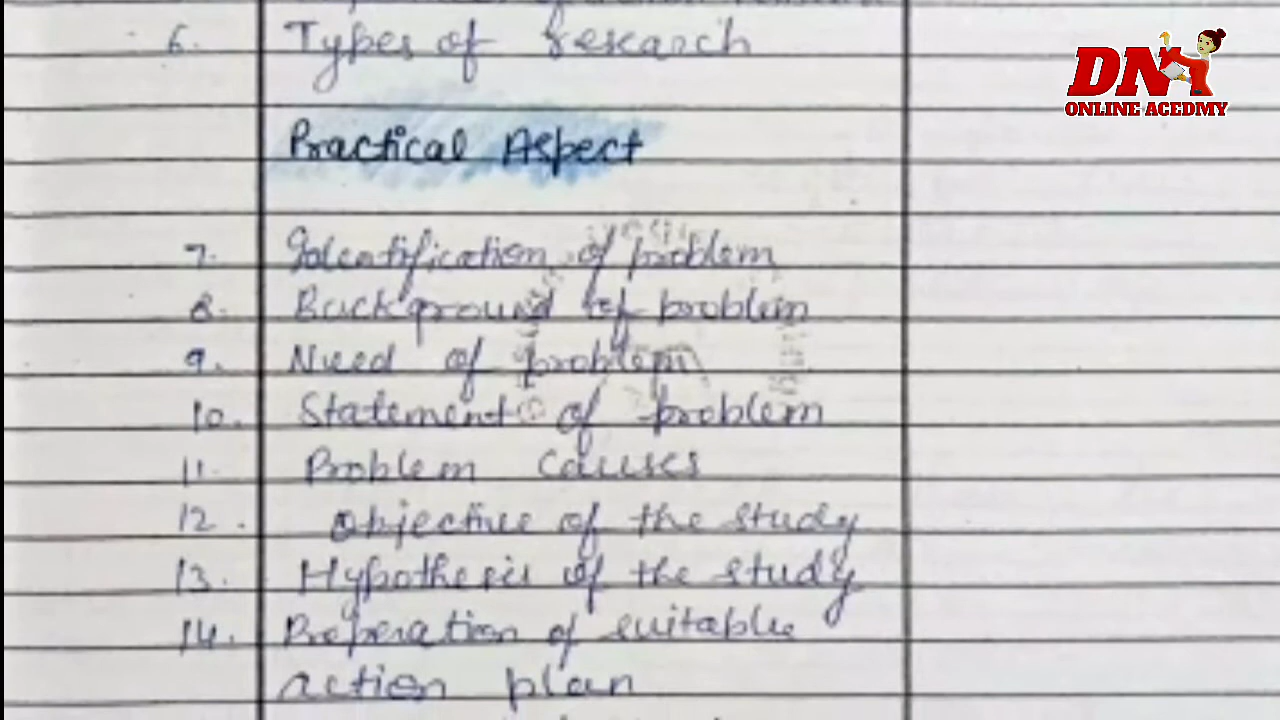 6. Types of research
DNA
ONLINE ACEDMY
Practical Aspect
7. Identification of problem
8. Background of problem
9. Need of problem
10. Statement of problem
11. Problem causes
12. Objective of the study
13. Hypothesis of the study
14. Preperation of suitable
action plan